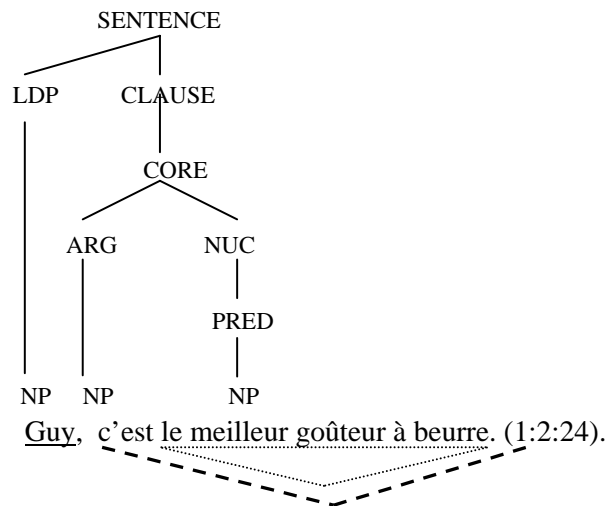 SENTENCE
LDP CLAUSE
CORE
ARG NUC
PRED
NP NP NP
Guy, c’est le meilleur goûteur à beurre. (1:2:24).